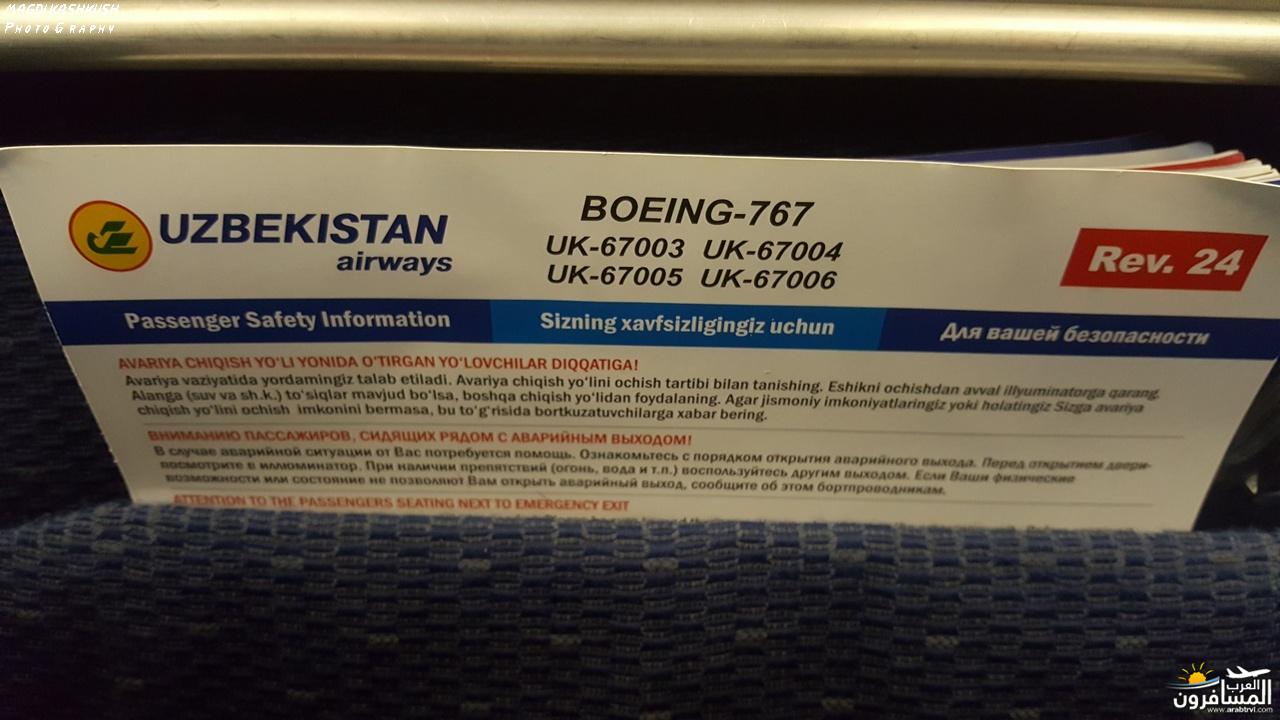 MAGDI KASHKUSH
PHOTOGRAPHY
UZBEKISTAN
airways
BOEING-767
UK-67003 UK-67004
UK-67005 UK-67006
Rev. 24
Passenger Safety Information
Sizning xavfsizligingiz uchun
Для вашей безопасности
AVARIYA CHIQISH YO‘LI YONIDA O‘TIRGAN YO‘LOVCHILAR DIQQATIGA!
Avariya vaziyatida yordamingiz talab etiladi. Avariya chiqish yo‘lini ochish tartibi bilan tanishing. Eshikni ochishdan avval illyuminatorga qarang.
Alanga (suv va sh.k.) to‘siqlar mavjud bo‘lsa, boshqa chiqish yo‘lidan foydalaning. Agar jismoniy imkoniyatlaringiz yoki holatingiz Sizga avariya
chiqish yo‘lini ochish imkonini bermasa, bu to‘g‘risida bortkuzatuvchilarga xabar bering.
ВНИМАНИЮ ПАССАЖИРОВ, СИДЯЩИХ РЯДОМ С АВАРИЙНЫМ ВЫХОДОМ!
В случае аварийной ситуации от Вас потребуется помощь. Ознакомьтесь с порядком открытия аварийного выхода. Перед открытием двери-
посмотрите в иллюминатор. При наличии препятствий (огонь, вода и т.п.) воспользуйтесь другим выходом. Если Ваши физические
возможности или состояние не позволяют Вам открыть аварийный выход, сообщите об этом бортпроводникам.
ATTENTION TO THE PASSENGERS SEATING NEXT TO EMERGENCY EXIT
العرب
المسافرون
www.arabtrvl.com